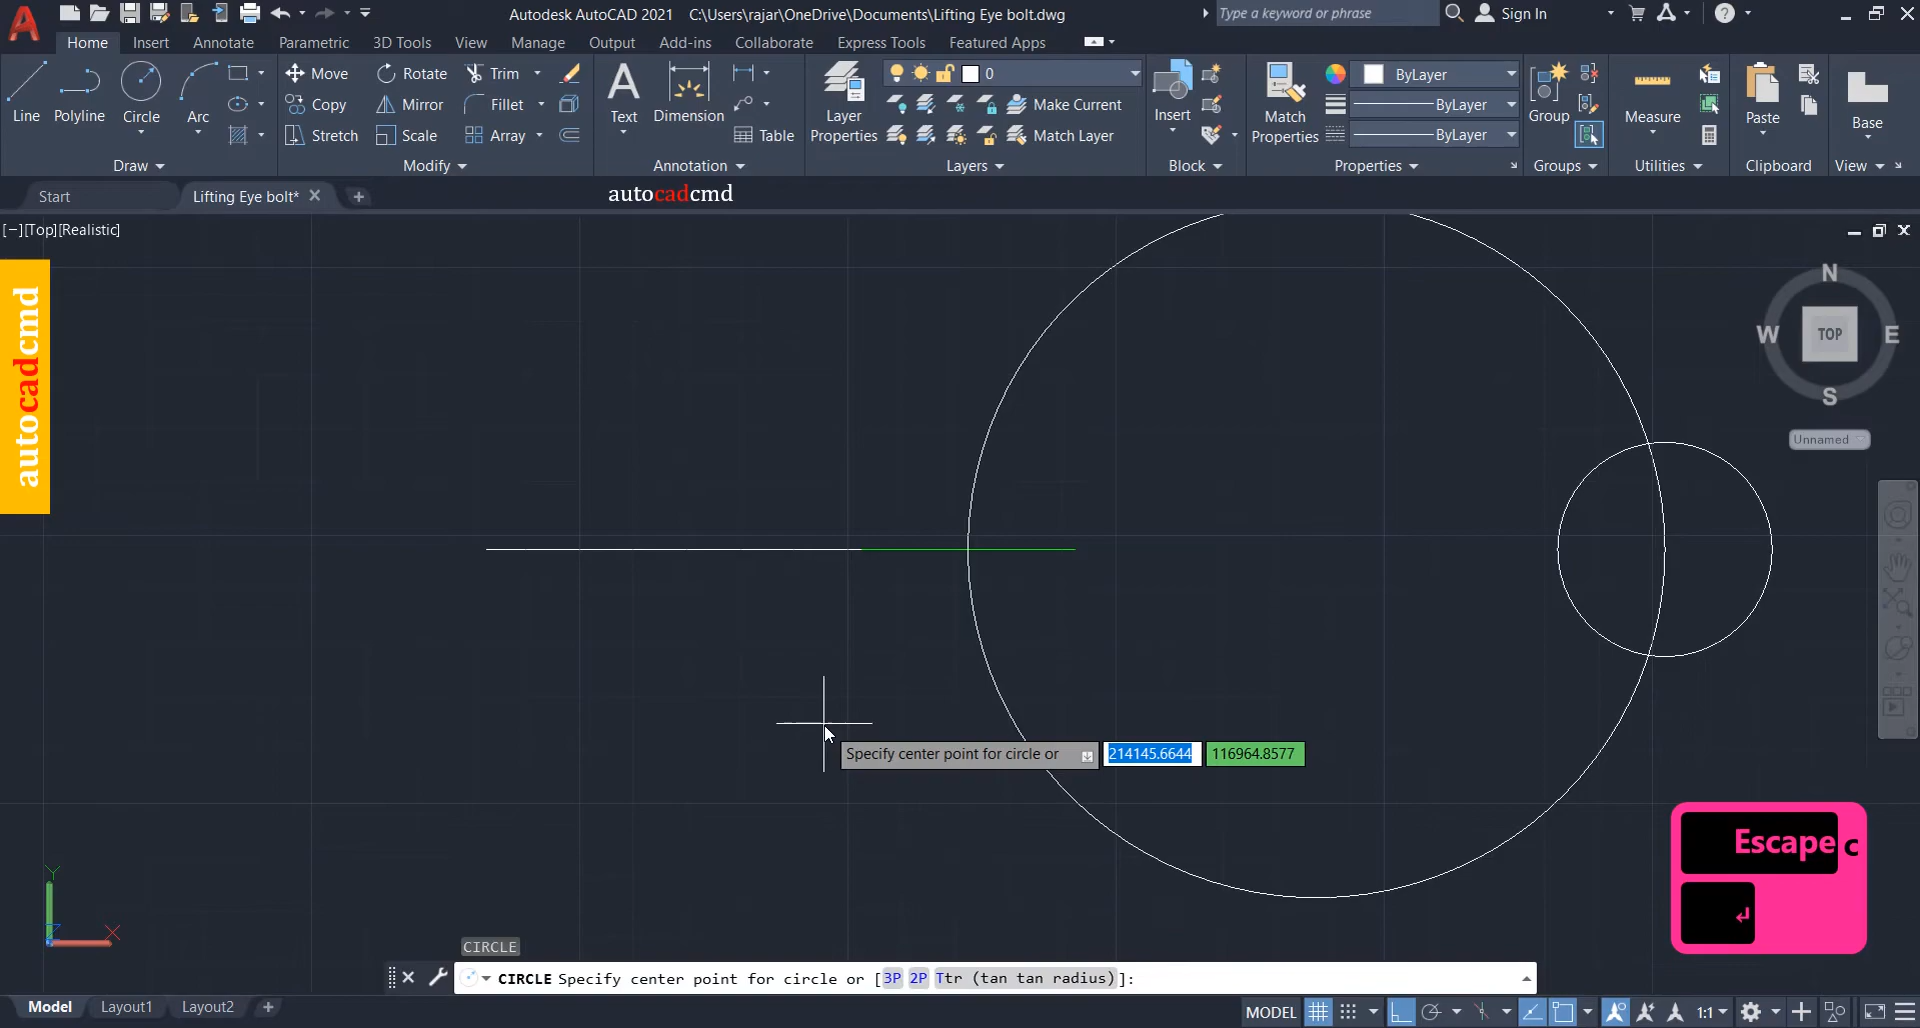 Autodesk AutoCAD 2021 C:\Users\rajar\OneDrive\Documents\Lifting Eye bolt.dwg
Type a keyword or phrase
Sign In
Home Insert Annotate Parametric 3D Tools View Manage Output Add-ins Collaborate Express Tools Featured Apps
Line Polyline Circle Arc
Move Rotate Trim
Copy Mirror Fillet
Stretch Scale Array
Text Dimension Table
Layer Properties
0
Make Current
Match Layer
Insert
Match Properties
ByLayer
ByLayer
ByLayer
Group
Measure
Paste
Base
Draw Modify Annotation Layers Block Properties Groups Utilities Clipboard View
Start Lifting Eye bolt*
autocadcmd
[−][Top][Realistic]
autocadcmd
N
W TOP E
S
Unnamed
Specify center point for circle or 214145.6644 116964.8577
Escape c
Y
X
Z
CIRCLE
CIRCLE Specify center point for circle or [3P 2P Ttr (tan tan radius)]:
Model Layout1 Layout2
MODEL 1:1